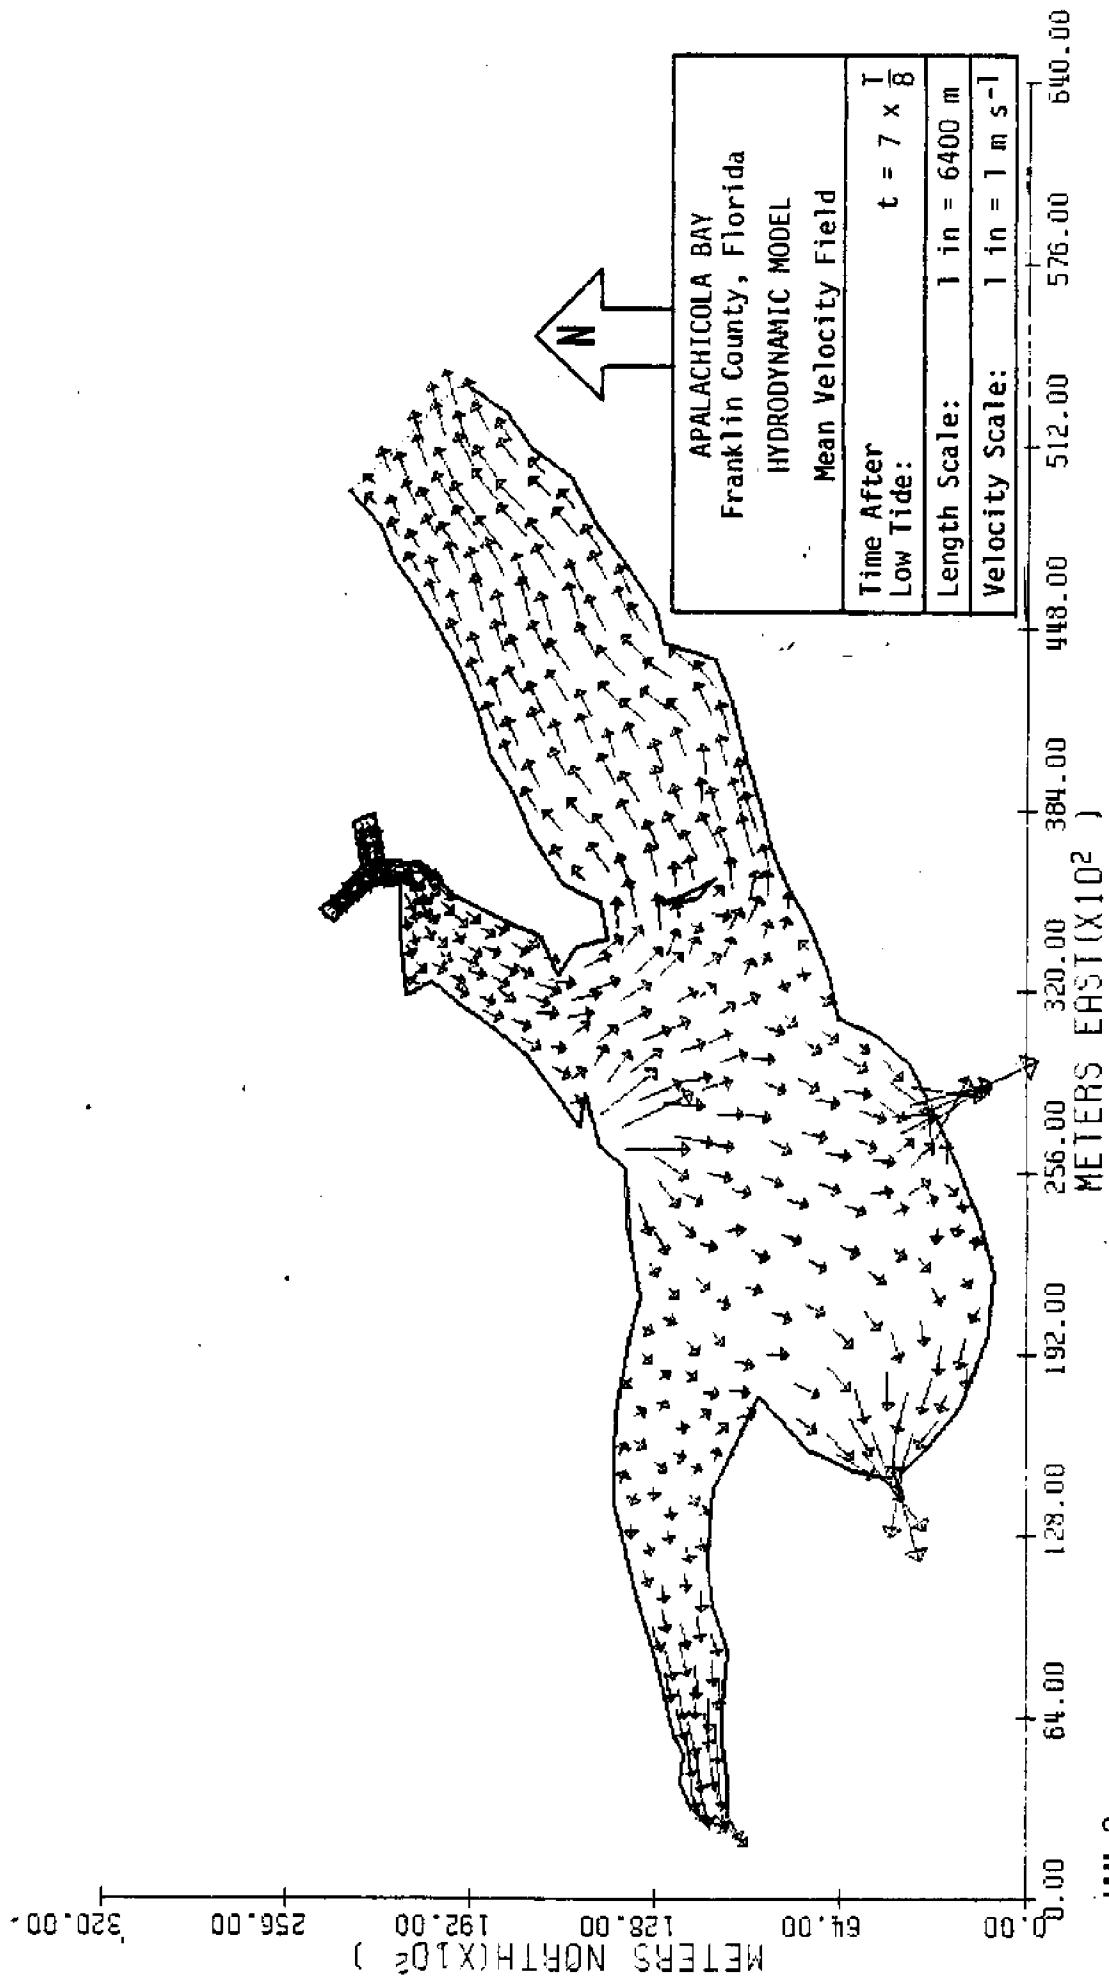 320.00
256.00
192.00
128.00
64.00
0.00
METERS NORTH(X10²)
N
APALACHICOLA BAY
Franklin County, Florida
HYDRODYNAMIC MODEL
Mean Velocity Field
Time After
Low Tide: t = 7 x T/8
Length Scale: 1 in = 6400 m
Velocity Scale: 1 in = 1 m s⁻¹
0.00 64.00 128.00 192.00 256.00 320.00 384.00 448.00 512.00 576.00 640.00
METERS EAST(X10²)